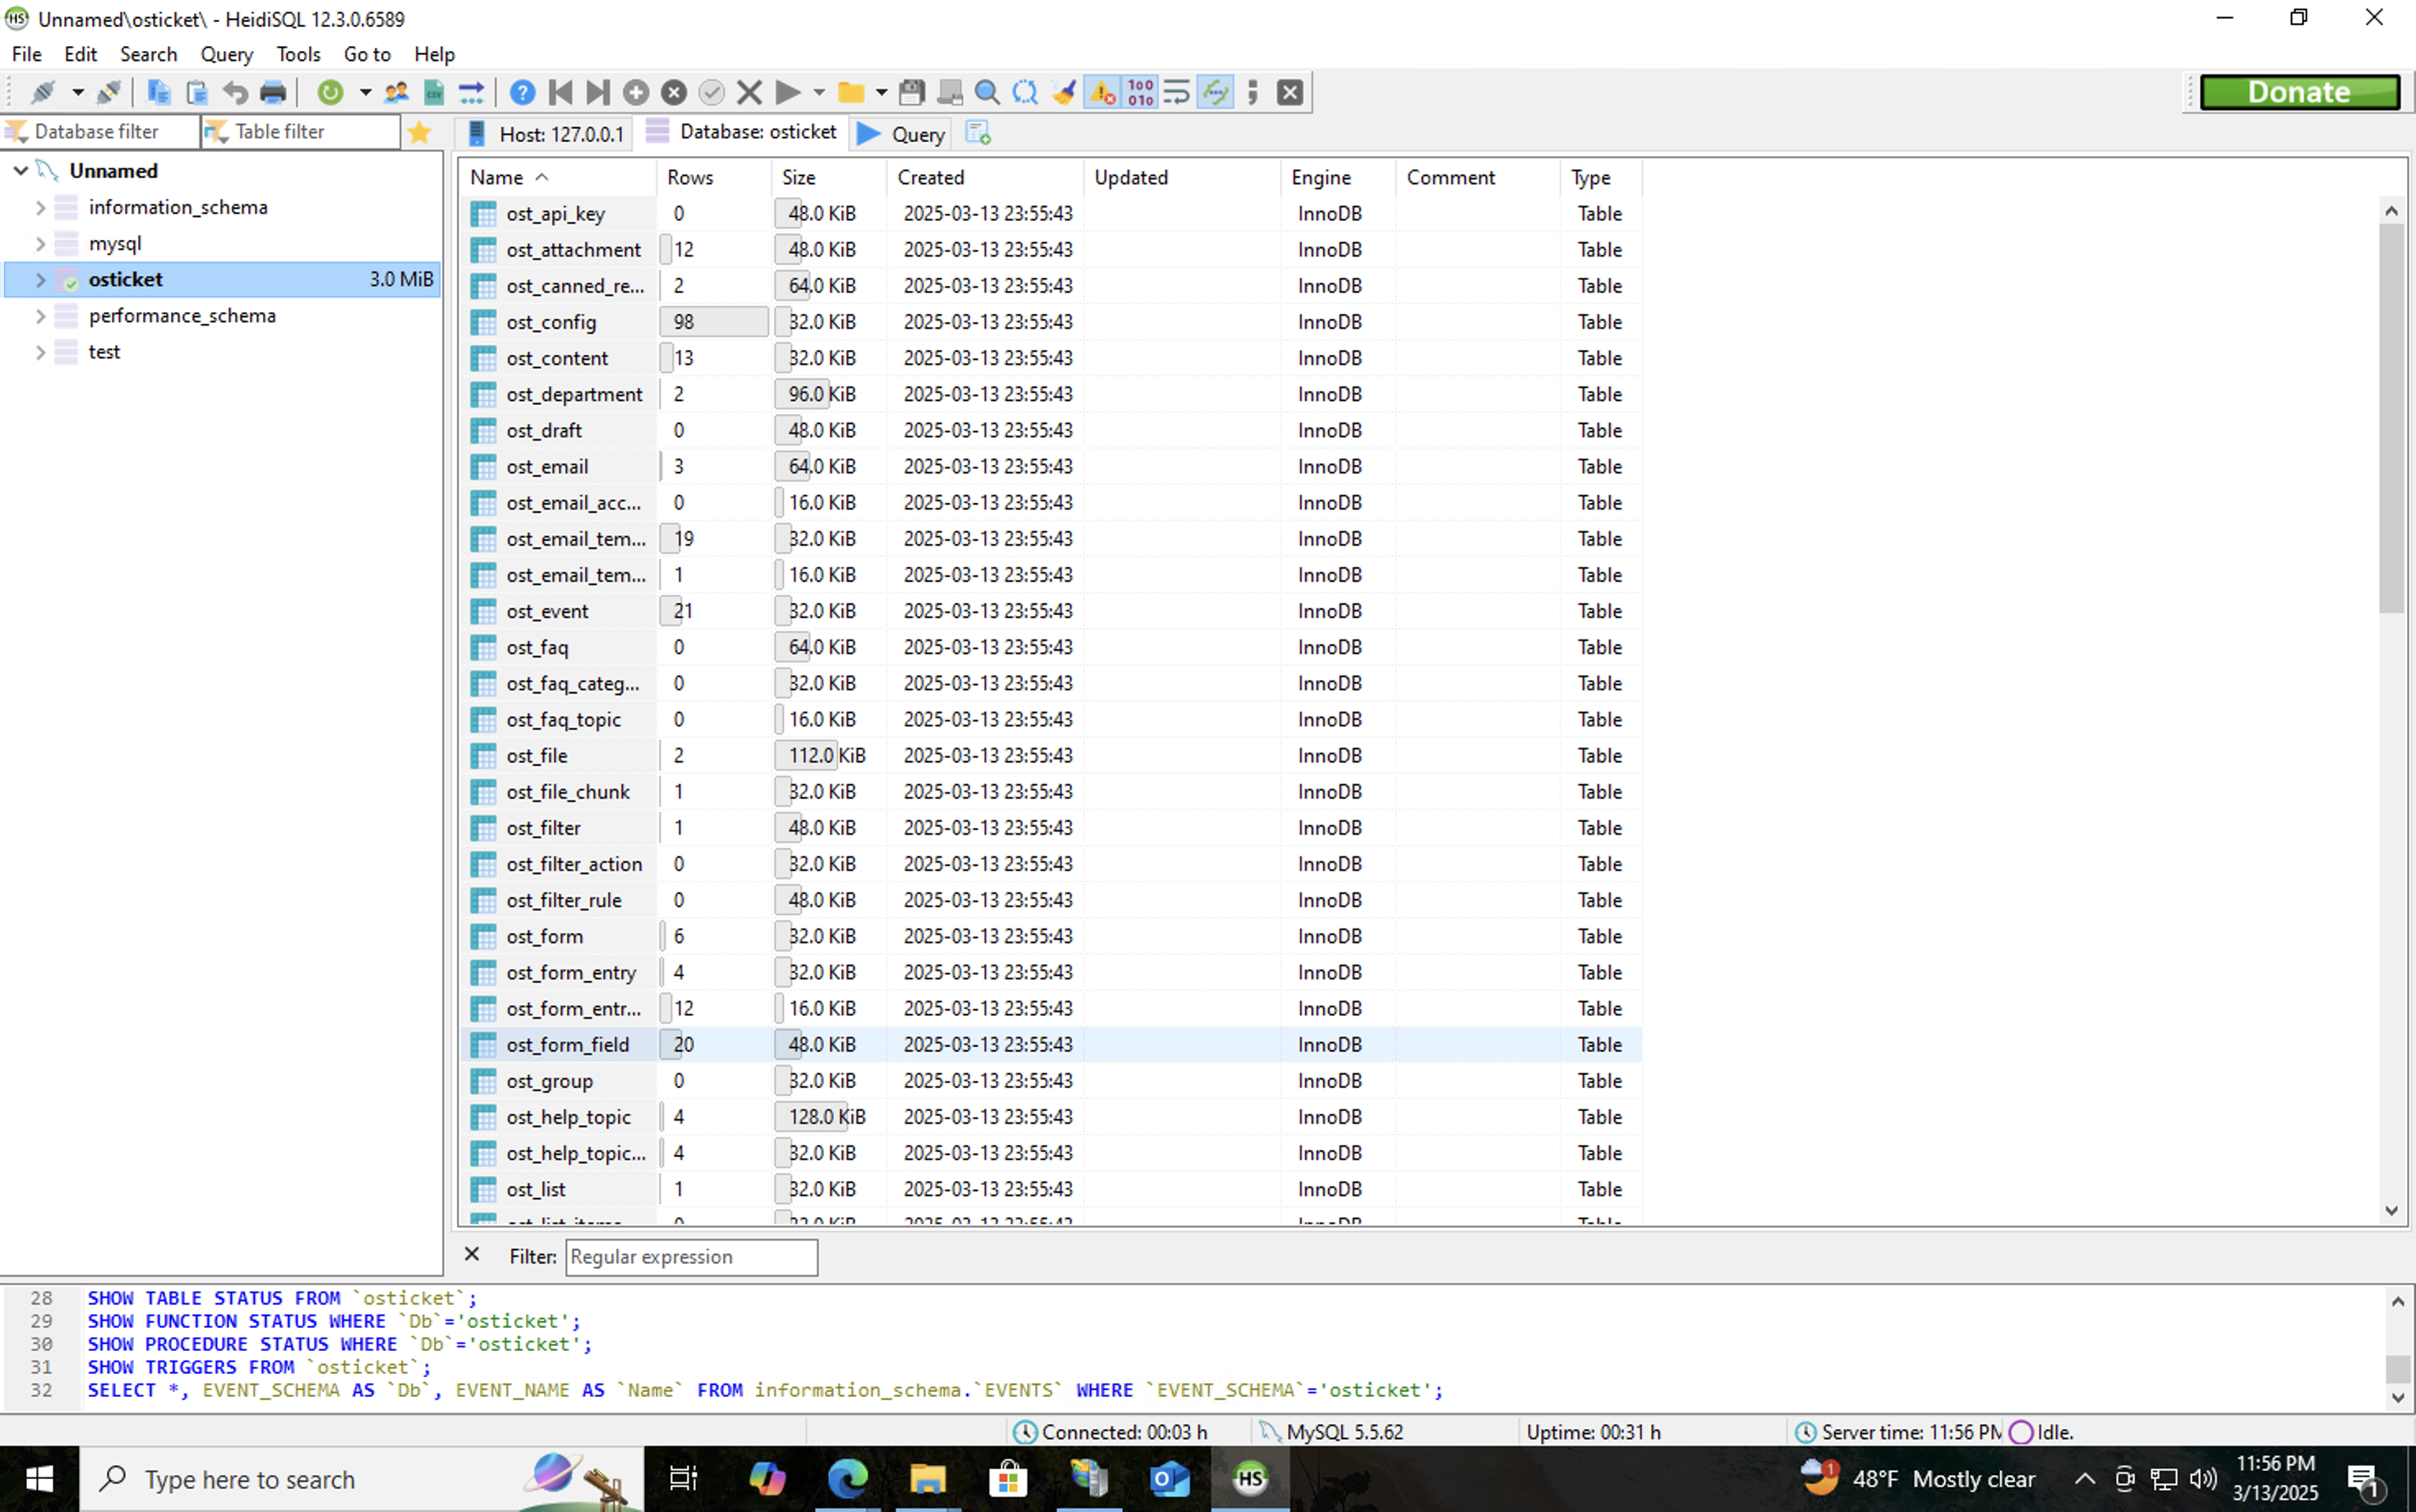 Unnamed\osticket\ - HeidiSQL 12.3.0.6589
File Edit Search Query Tools Go to Help
Donate
Database filter Table filter Host: 127.0.0.1 Database: osticket Query
Unnamed
information_schema
mysql
osticket 3.0 MiB
performance_schema
test
Name Rows Size Created Updated Engine Comment Type
ost_api_key 0 48.0 KiB 2025-03-13 23:55:43 InnoDB Table
ost_attachment 12 48.0 KiB 2025-03-13 23:55:43 InnoDB Table
ost_canned_re... 2 64.0 KiB 2025-03-13 23:55:43 InnoDB Table
ost_config 98 32.0 KiB 2025-03-13 23:55:43 InnoDB Table
ost_content 13 32.0 KiB 2025-03-13 23:55:43 InnoDB Table
ost_department 2 96.0 KiB 2025-03-13 23:55:43 InnoDB Table
ost_draft 0 48.0 KiB 2025-03-13 23:55:43 InnoDB Table
ost_email 3 64.0 KiB 2025-03-13 23:55:43 InnoDB Table
ost_email_acc... 0 16.0 KiB 2025-03-13 23:55:43 InnoDB Table
ost_email_tem... 19 32.0 KiB 2025-03-13 23:55:43 InnoDB Table
ost_email_tem... 1 16.0 KiB 2025-03-13 23:55:43 InnoDB Table
ost_event 21 32.0 KiB 2025-03-13 23:55:43 InnoDB Table
ost_faq 0 64.0 KiB 2025-03-13 23:55:43 InnoDB Table
ost_faq_categ... 0 32.0 KiB 2025-03-13 23:55:43 InnoDB Table
ost_faq_topic 0 16.0 KiB 2025-03-13 23:55:43 InnoDB Table
ost_file 2 112.0 KiB 2025-03-13 23:55:43 InnoDB Table
ost_file_chunk 1 32.0 KiB 2025-03-13 23:55:43 InnoDB Table
ost_filter 1 48.0 KiB 2025-03-13 23:55:43 InnoDB Table
ost_filter_action 0 32.0 KiB 2025-03-13 23:55:43 InnoDB Table
ost_filter_rule 0 48.0 KiB 2025-03-13 23:55:43 InnoDB Table
ost_form 6 32.0 KiB 2025-03-13 23:55:43 InnoDB Table
ost_form_entry 4 32.0 KiB 2025-03-13 23:55:43 InnoDB Table
ost_form_entr... 12 16.0 KiB 2025-03-13 23:55:43 InnoDB Table
ost_form_field 20 48.0 KiB 2025-03-13 23:55:43 InnoDB Table
ost_group 0 32.0 KiB 2025-03-13 23:55:43 InnoDB Table
ost_help_topic 4 128.0 KiB 2025-03-13 23:55:43 InnoDB Table
ost_help_topic... 4 32.0 KiB 2025-03-13 23:55:43 InnoDB Table
ost_list 1 32.0 KiB 2025-03-13 23:55:43 InnoDB Table
Filter: Regular expression
28 SHOW TABLE STATUS FROM `osticket`;
29 SHOW FUNCTION STATUS WHERE `Db`='osticket';
30 SHOW PROCEDURE STATUS WHERE `Db`='osticket';
31 SHOW TRIGGERS FROM `osticket`;
32 SELECT *, EVENT_SCHEMA AS `Db`, EVENT_NAME AS `Name` FROM information_schema.`EVENTS` WHERE `EVENT_SCHEMA`='osticket';
Connected: 00:03 h MySQL 5.5.62 Uptime: 00:31 h Server time: 11:56 PM Idle.
Type here to search HS 1 48°F Mostly clear 11:56 PM 1
3/13/2025